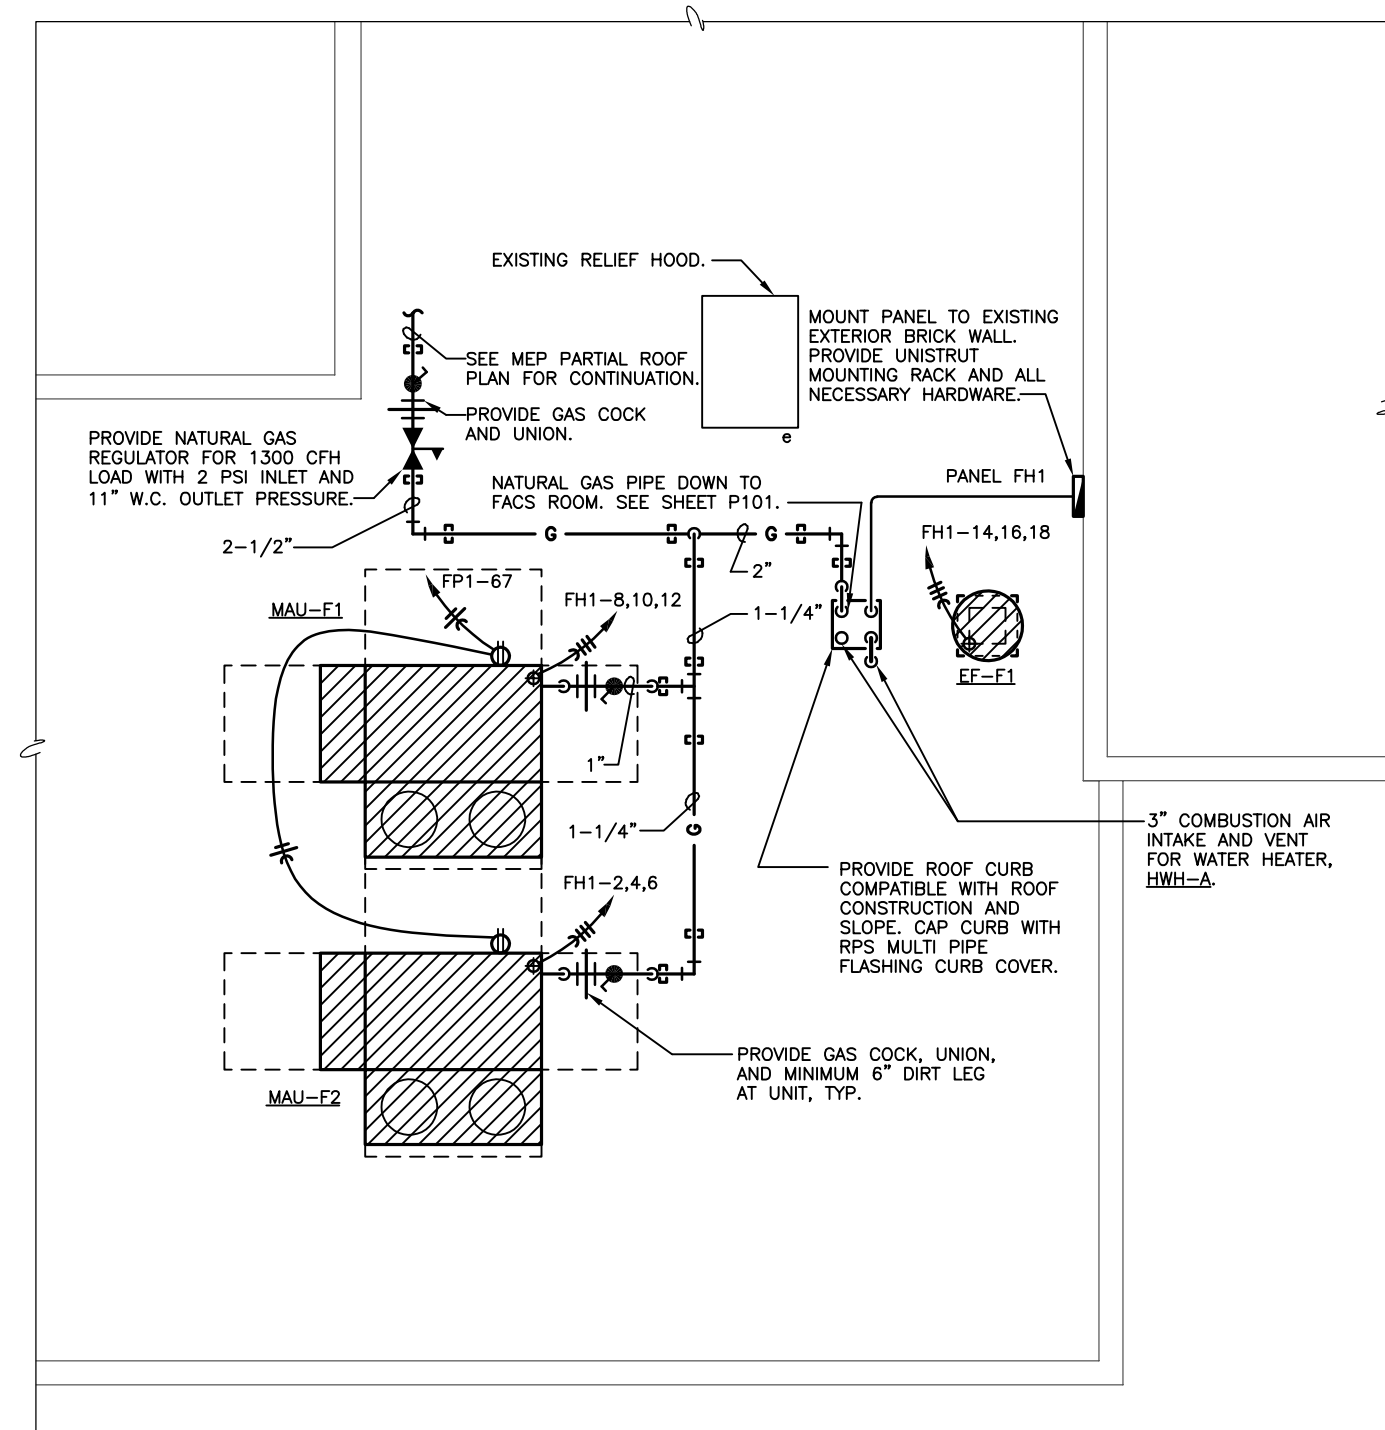 EXISTING RELIEF HOOD.
MOUNT PANEL TO EXISTING
EXTERIOR BRICK WALL.
PROVIDE UNISTRUT
MOUNTING RACK AND ALL
NECESSARY HARDWARE.
SEE MEP PARTIAL ROOF
PLAN FOR CONTINUATION.
PROVIDE GAS COCK
AND UNION.
e
PROVIDE NATURAL GAS
REGULATOR FOR 1300 CFH
LOAD WITH 2 PSI INLET AND
11" W.C. OUTLET PRESSURE.
NATURAL GAS PIPE DOWN TO
FACS ROOM. SEE SHEET P101.
PANEL FH1
2-1/2"
G
G
2"
FH1-14,16,18
FP1-67
MAU-F1
FH1-8,10,12
1-1/4"
EF-F1
1"
1-1/4"
G
3" COMBUSTION AIR
INTAKE AND VENT
FOR WATER HEATER,
HWH-A.
PROVIDE ROOF CURB
COMPATIBLE WITH ROOF
CONSTRUCTION AND
SLOPE. CAP CURB WITH
RPS MULTI PIPE
FLASHING CURB COVER.
FH1-2,4,6
PROVIDE GAS COCK, UNION,
AND MINIMUM 6" DIRT LEG
AT UNIT, TYP.
MAU-F2